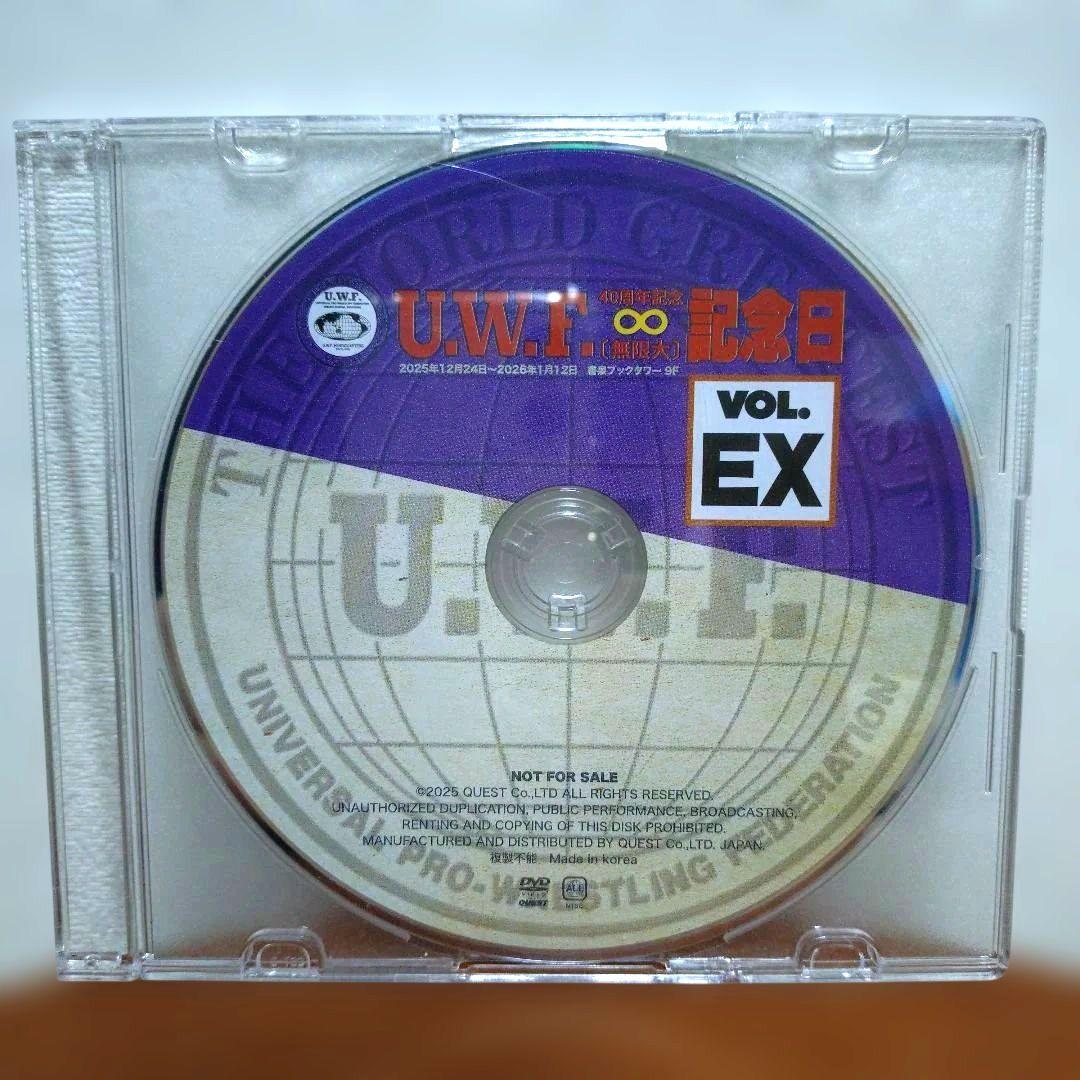 THE WORLD GREATEST
U.W.F.
U.W.F. 40周年記念 ∞ [無限大] 記念日
2025年12月24日〜2026年1月12日 書泉ブックタワー 9F
VOL.
EX
U.W.F.
NOT FOR SALE
©2025 QUEST Co.,LTD ALL RIGHTS RESERVED.
UNAUTHORIZED DUPLICATION, PUBLIC PERFORMANCE, BROADCASTING,
RENTING AND COPYING OF THIS DISK PROHIBITED.
MANUFACTURED AND DISTRIBUTED BY QUEST Co.,LTD. JAPAN.
複製不能 Made in korea
DVD
VIDEO
QUEST
ALL
NTSC
UNIVERSAL PRO-WRESTLING FEDERATION